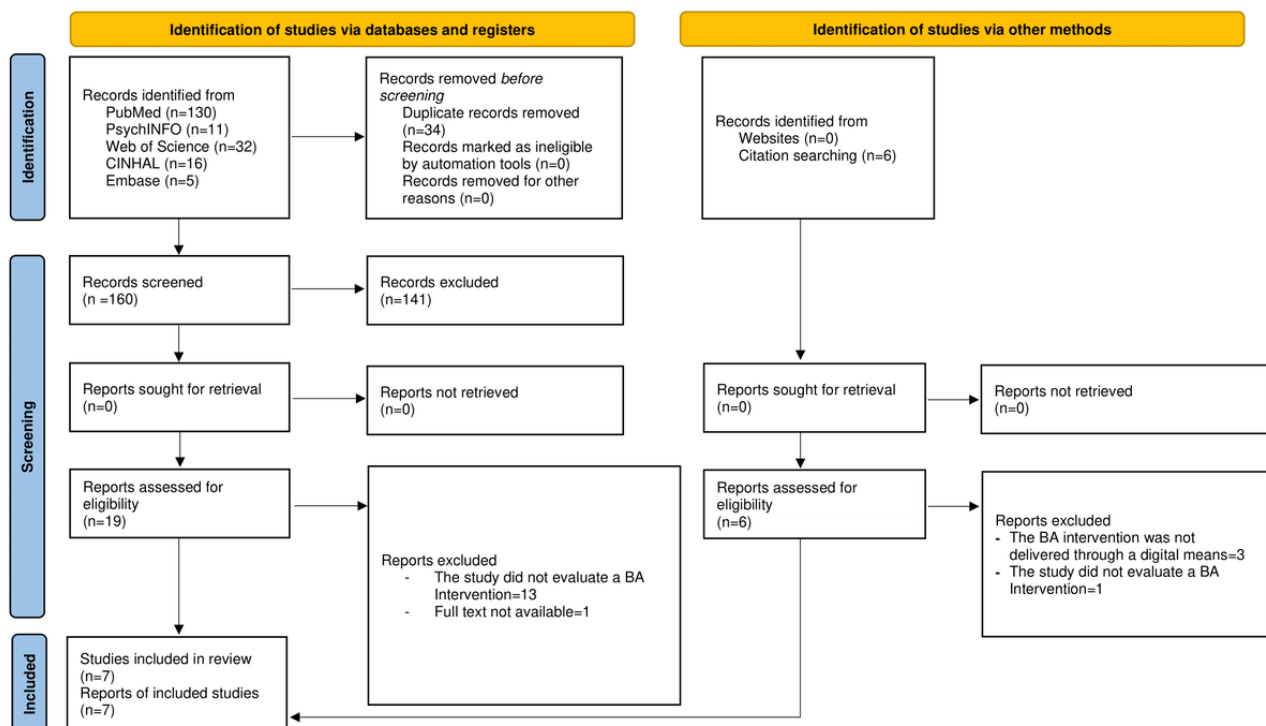 Identification of studies via databases and registers
Identification of studies via other methods
Identification
Records identified from
PubMed (n=130)
PsychINFO (n=11)
Web of Science (n=32)
CINHAL (n=16)
Embase (n=5)
Records removed before
screening
Duplicate records removed
(n=34)
Records marked as ineligible
by automation tools (n=0)
Records removed for other
reasons (n=0)
Records identified from
Websites (n=0)
Citation searching (n=6)
Screening
Records screened
(n =160)
Records excluded
(n=141)
Reports sought for retrieval
(n=0)
Reports not retrieved
(n=0)
Reports sought for retrieval
(n=0)
Reports not retrieved
(n=0)
Reports assessed for
eligibility
(n=19)
Reports excluded
- The study did not evaluate a BA
Intervention=13
- Full text not available=1
Reports assessed for
eligibility
(n=6)
Reports excluded
- The BA intervention was not
delivered through a digital means=3
- The study did not evaluate a BA
Intervention=1
Included
Studies included in review
(n=7)
Reports of included studies
(n=7)